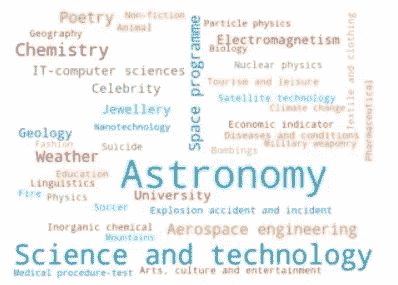 Poetry
Non-fiction
Animal
Geography
Particle physics
Chemistry
Electromagnetism
Biology
Space programme
textile and clothing
IT-computer sciences
Nuclear physics
Tourism and leisure
Pharmaceutical
Celebrity
Satellite technology
Jewellery
Climate change
Nanotechnology
Economic indicator
Geology
Diseases and conditions
Fashion
Suicide
Military weaponry
Weather
Bombings
Education
Astronomy
Linguistics
Fire
Physics
University
Soccer
Explosion accident and incident
Inorganic chemical
Mountains
Aerospace engineering
Science and technology
Medical procedure-test
Arts, culture and entertainment